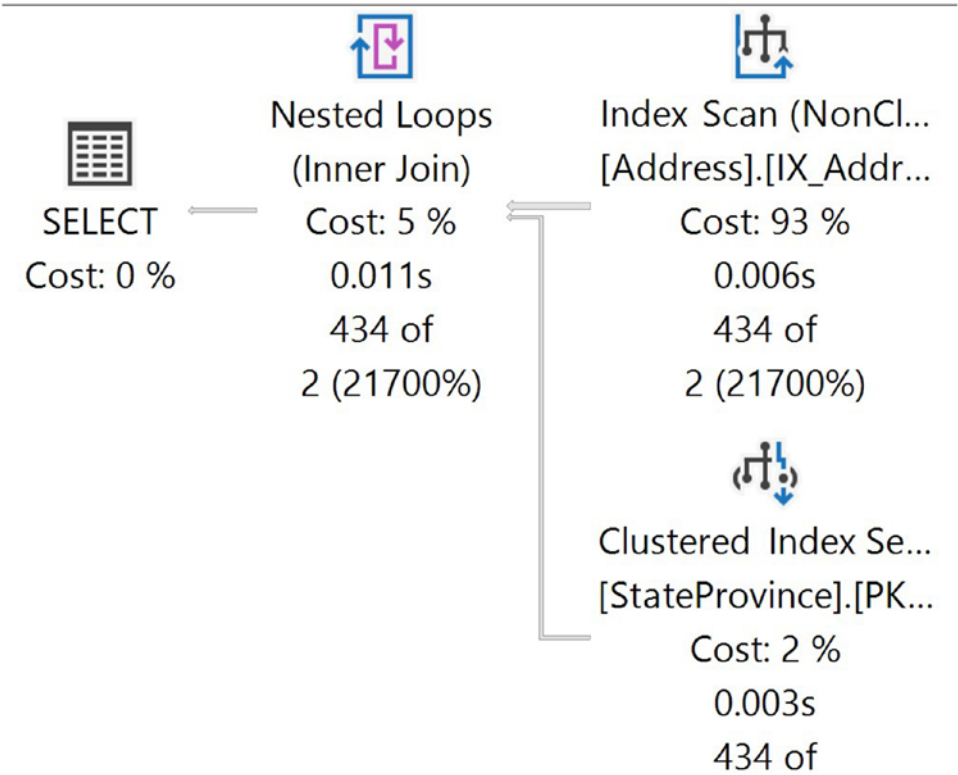 SELECT
Cost: 0 %
Nested Loops
(Inner Join)
Cost: 5 %
0.011s
434 of
2 (21700%)
Index Scan (NonCl...
[Address].[IX_Addr...
Cost: 93 %
0.006s
434 of
2 (21700%)
Clustered Index Se...
[StateProvince].[PK...
Cost: 2 %
0.003s
434 of